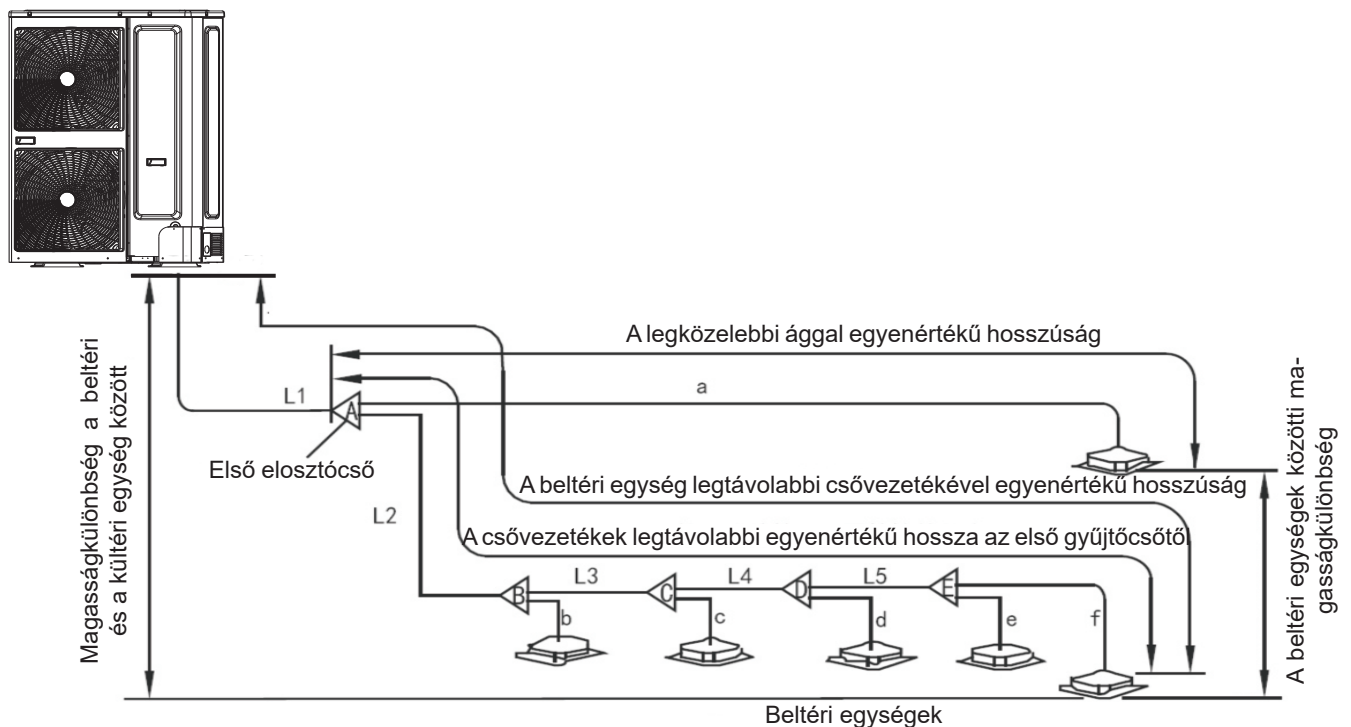 A legközelebbi ággal egyenértékű hosszúság
Magasságkülönbség a beltéri
és a kültéri egység között
L1
A
a
Első elosztócső
A beltéri egység legtávolabbi csővezetékével egyenértékű hosszúság
L2
A csővezetékek legtávolabbi egyenértékű hossza az első gyűjtőcsőtől
L3
L4
L5
B
C
D
E
b
c
d
e
f
A beltéri egységek közötti ma-
gasságkülönbség
Beltéri egységek